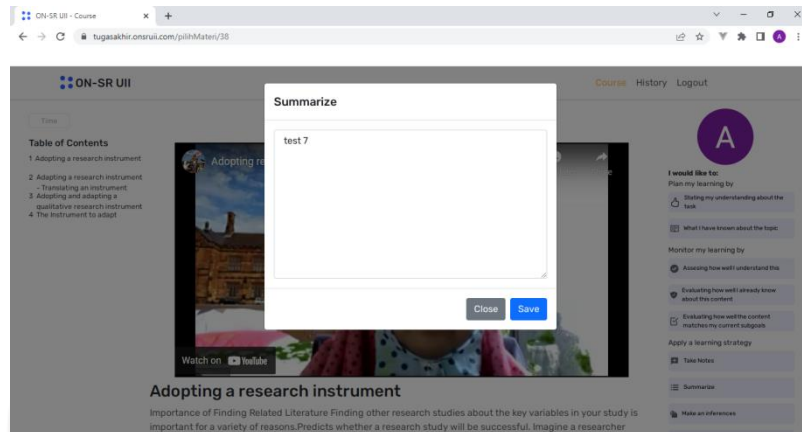 ON-SR UII - Course
tugasakhir.onsruii.com/pilihMateri/38
A
ON-SR UII
Course History Logout
Time
Table of Contents
1 Adopting a research instrument
2 Adapting a research instrument
- Translating an instrument
3 Adopting and adapting a
qualitative research instrument
4 The Instrument to adapt
Adopting re
Summarize
test 7
Close
Save
Watch on YouTube
Adopting a research instrument
Importance of Finding Related Literature Finding other research studies about the key variables in your study is
important for a variety of reasons.Predicts whether a research study will be successful. Imagine a researcher
A
I would like to:
Plan my learning by
Stating my understanding about the
task
What I have known about the topic
Monitor my learning by
Assessing how well I understand this
Evaluating how well I already know
about this content
Evaluating how well the content
matches my current subgoals
Apply a learning strategy
Take Notes
Summarize
Make an inferences